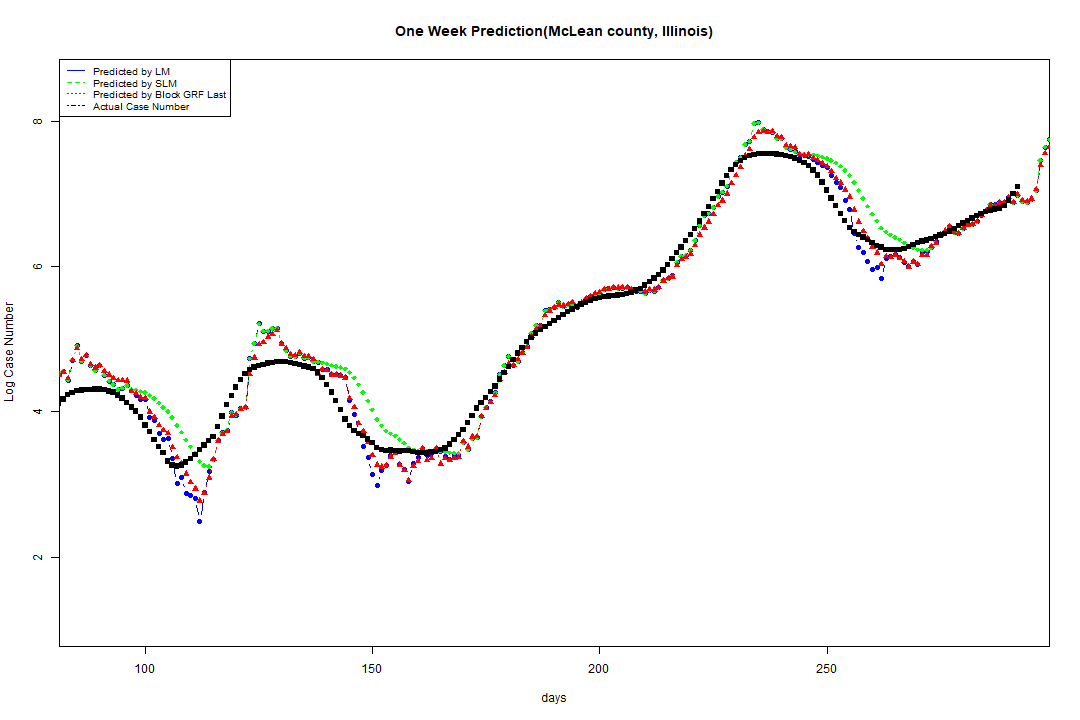 One Week Prediction(McLean county, Illinois)
Predicted by LM
Predicted by SLM
Predicted by Block GRF Last
Actual Case Number
Log Case Number
8
6
4
2
100 150 200 250
days